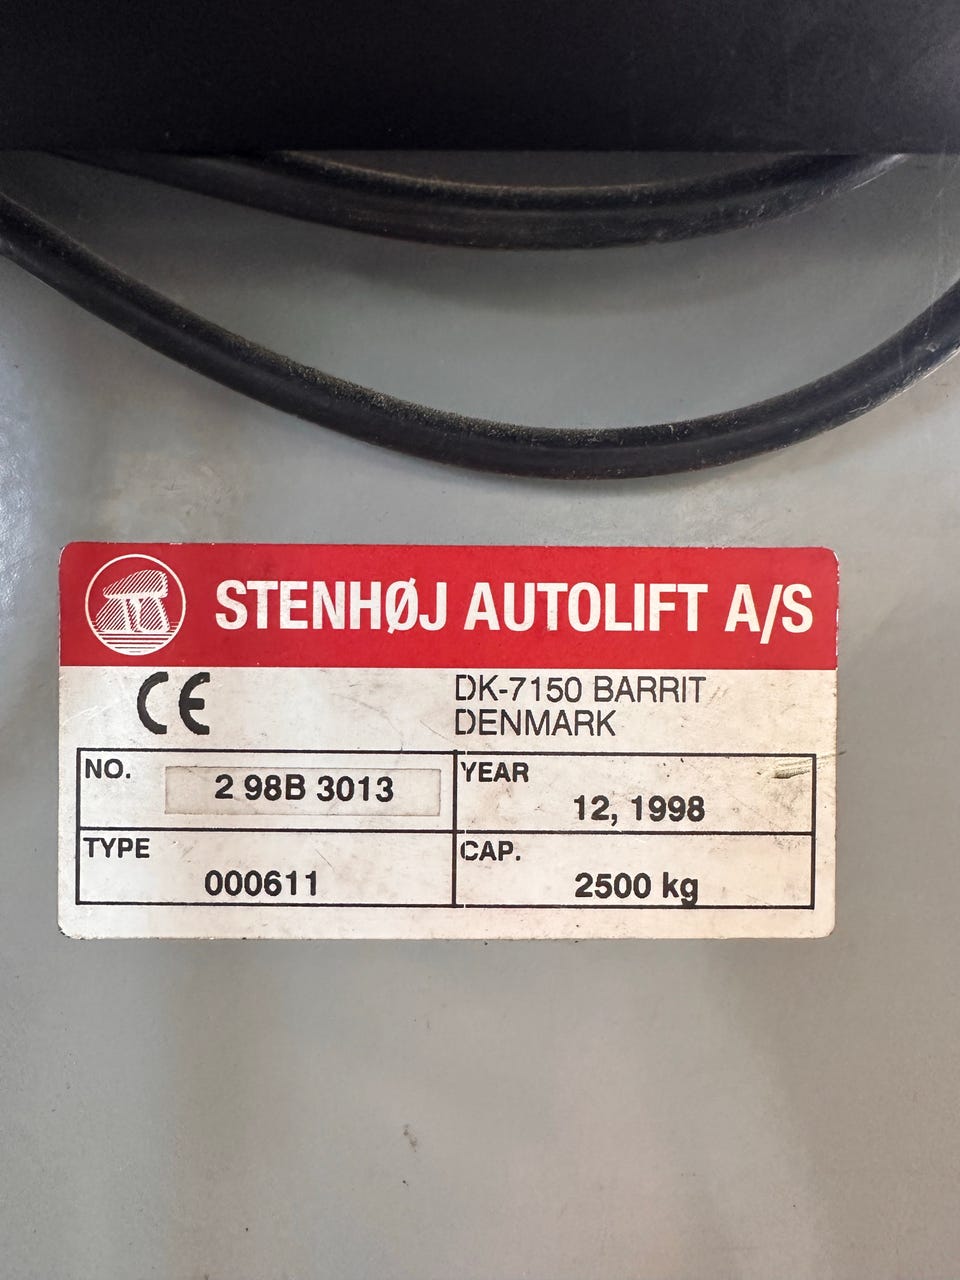 STENHØJ AUTOLIFT A/S
CE
DK-7150 BARRIT
DENMARK
NO. 2 98B 3013
YEAR 12, 1998
TYPE 000611
CAP. 2500 kg